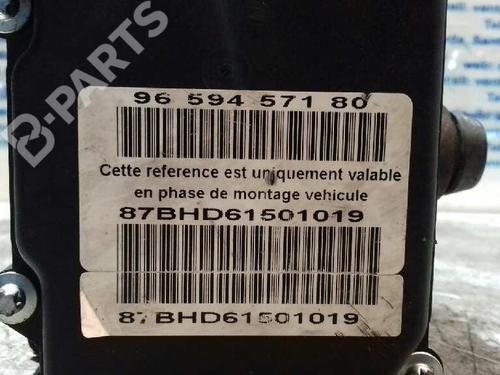 B-PARTS
96 594 571 80
Cette reference est uniquement valable
en phase de montage vehicule
87BHD61501019
87BHD61501019